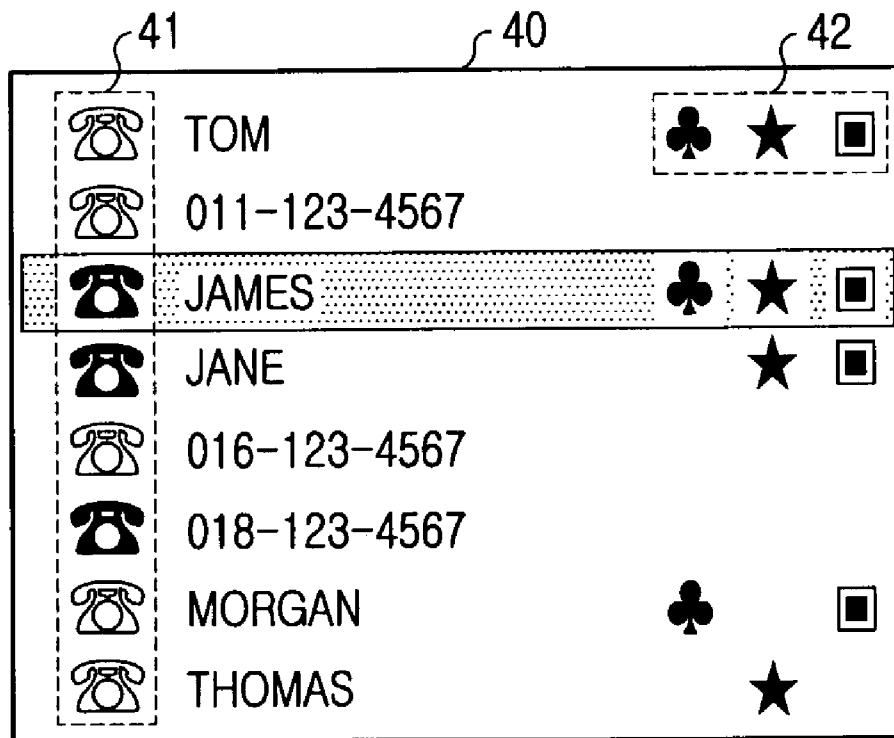 41 40 42
TOM
011-123-4567
JAMES
JANE
016-123-4567
018-123-4567
MORGAN
THOMAS